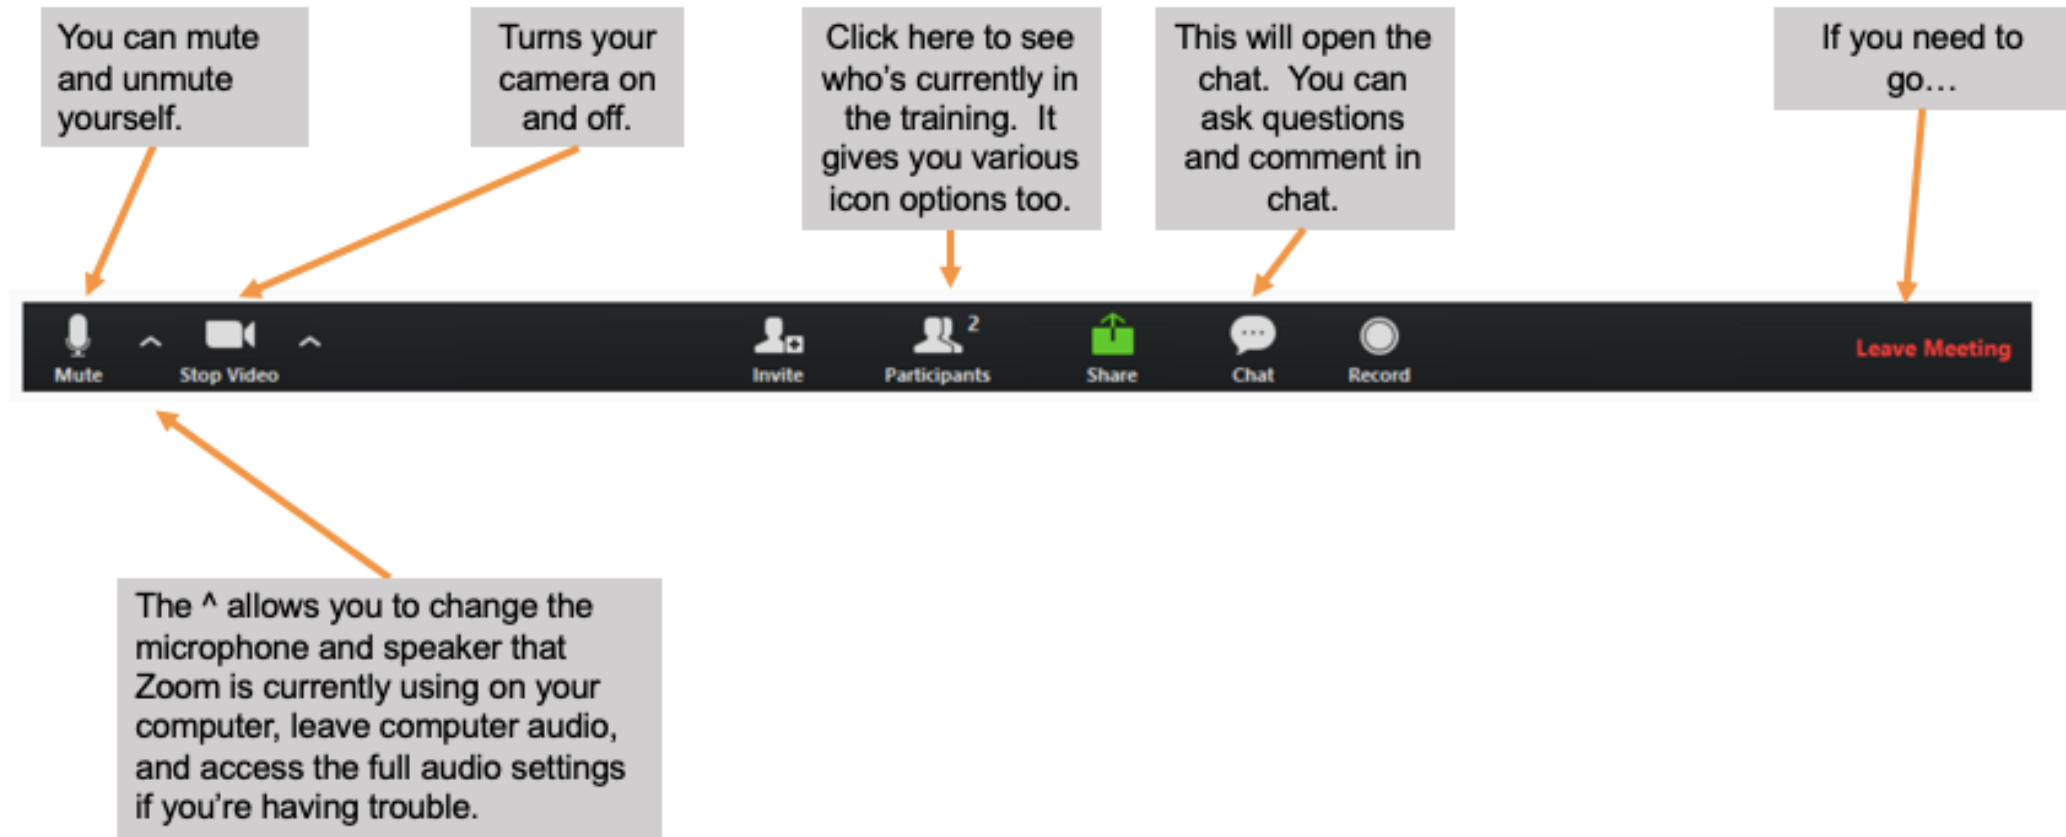 You can mute
and unmute
yourself.
Turns your
camera on
and off.
Click here to see
who's currently in
the training.  It
gives you various
icon options too.
This will open the
chat.  You can
ask questions
and comment in
chat.
If you need to
go...
Mute
^
Stop Video
^
Invite
Participants
2
Share
Chat
Record
Leave Meeting
The ^ allows you to change the
microphone and speaker that
Zoom is currently using on your
computer, leave computer audio,
and access the full audio settings
if you're having trouble.